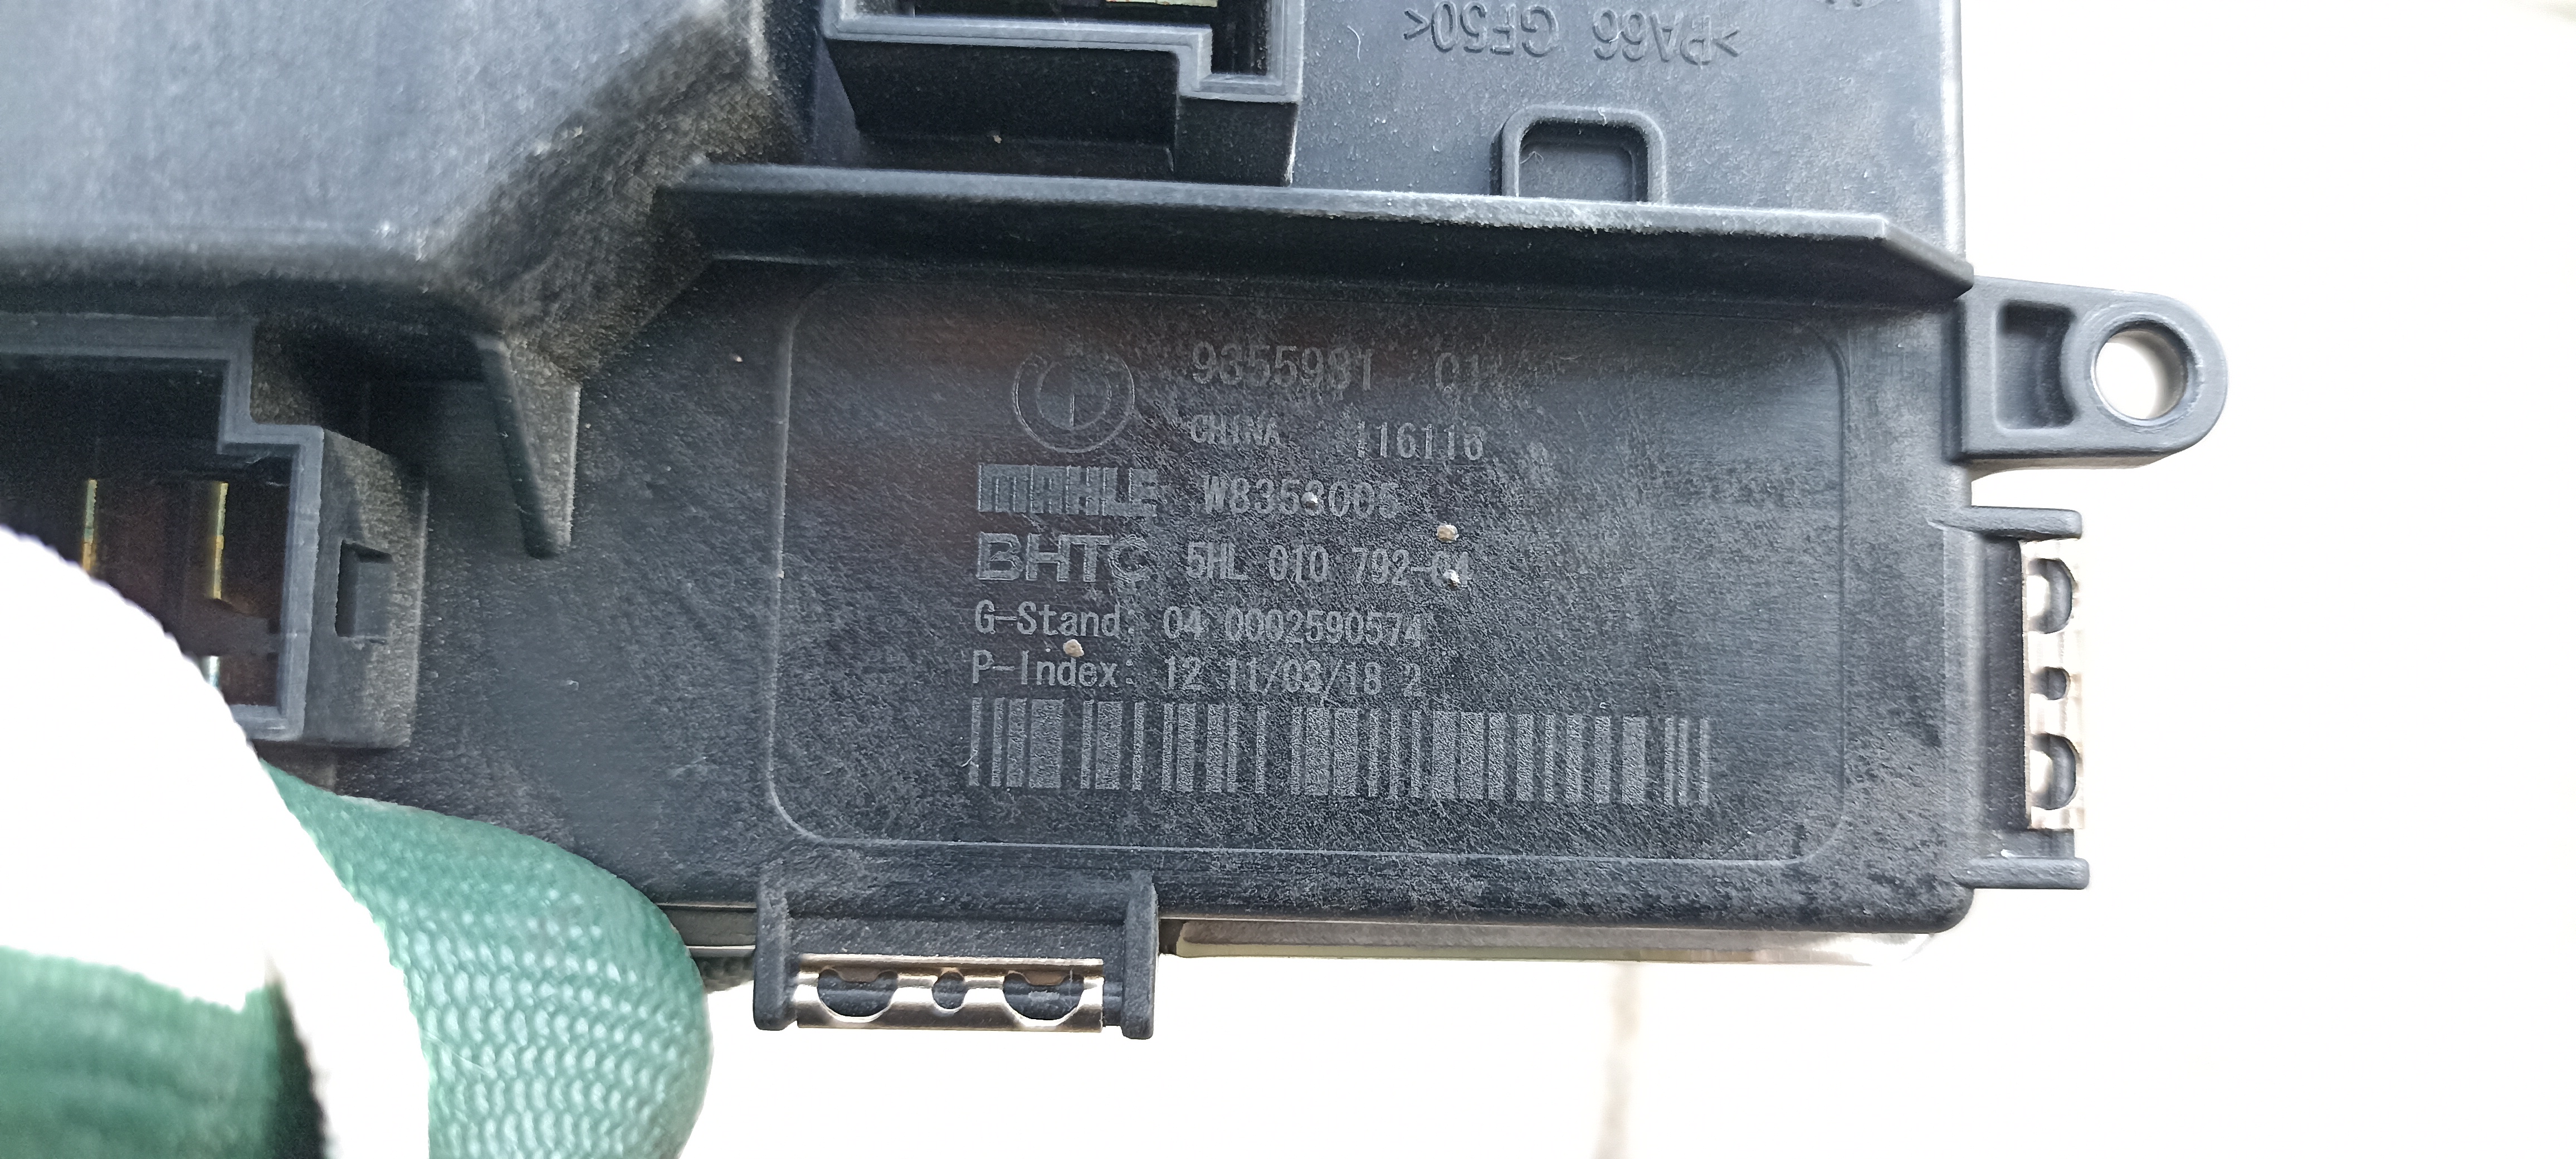 >PA66 GF50<
9355981 01
CHINA 116116
MAHLE W8353005
BHTC 5HL 010 792-04
G-Stand: 04 0002590574
P-Index: 12 11/08/18 2